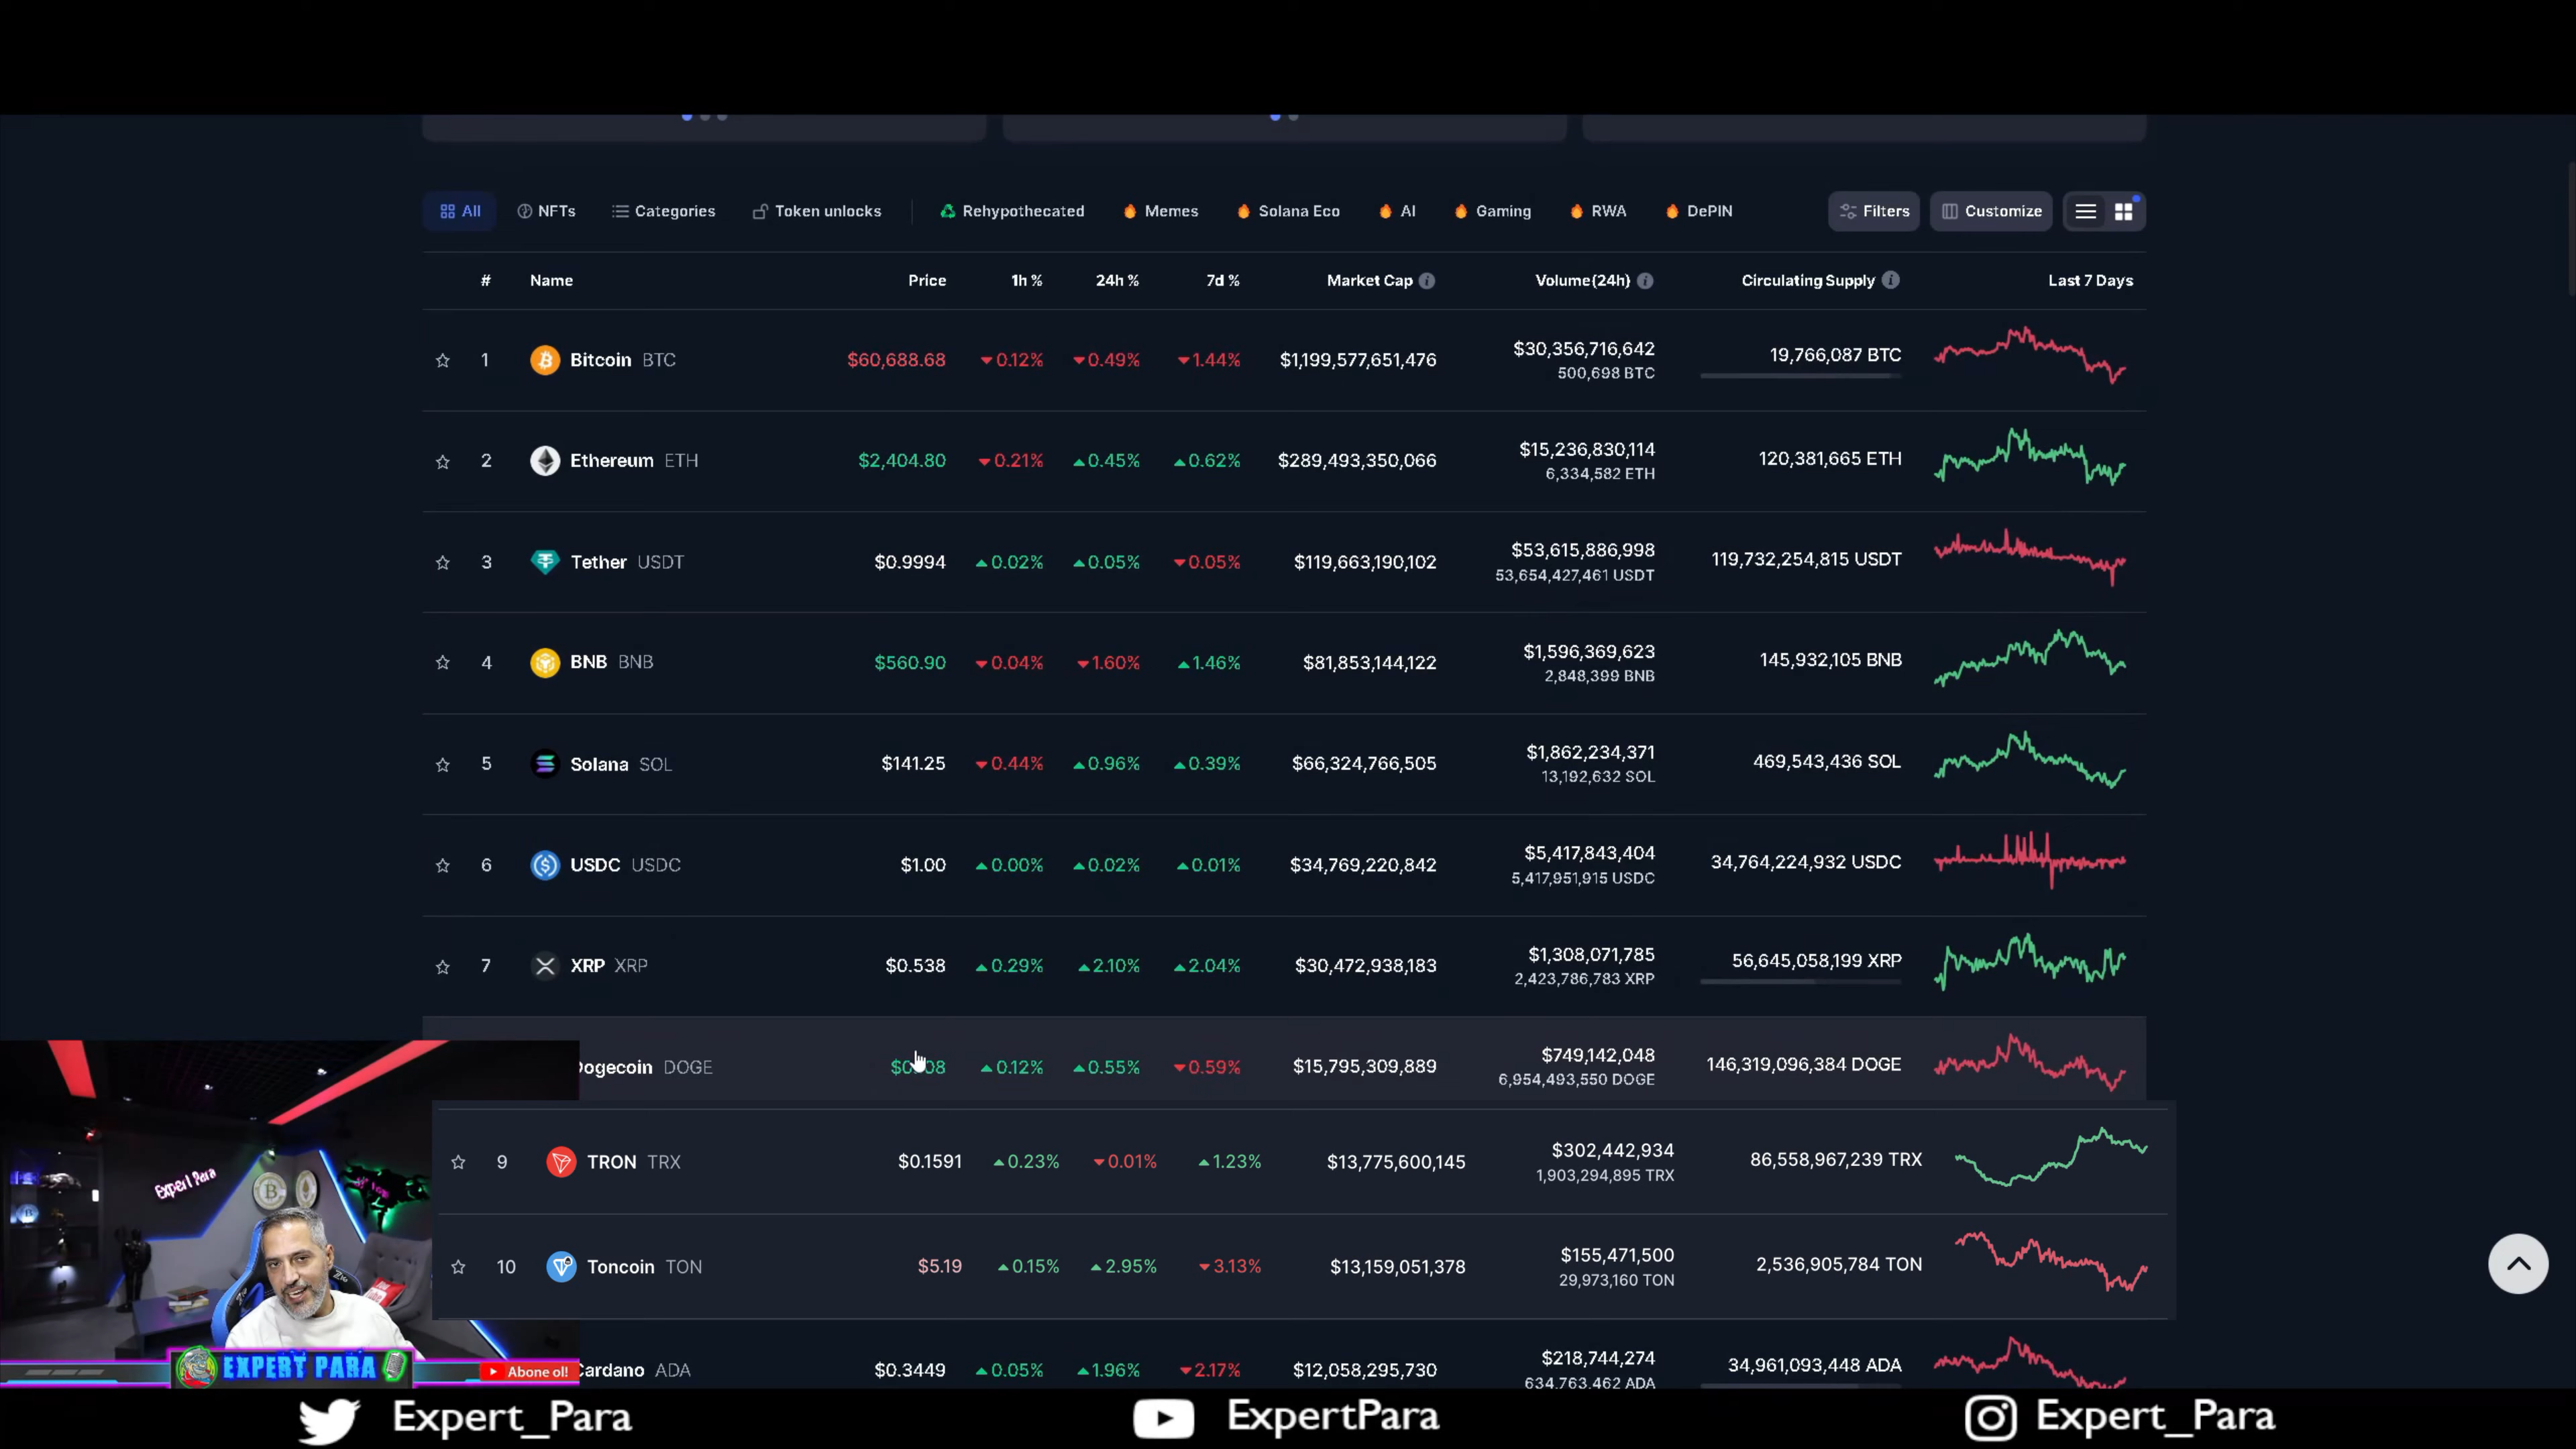 All NFTs Categories Token unlocks Rehypothecated Memes Solana Eco AI Gaming RWA DePIN Filters Customize
# Name Price 1h % 24h % 7d % Market Cap Volume(24h) Circulating Supply Last 7 Days
1 Bitcoin BTC $60,688.68 0.12% 0.49% 1.44% $1,199,577,651,476 $30,356,716,642 19,766,087 BTC
500,698 BTC
2 Ethereum ETH $2,404.80 0.21% 0.45% 0.62% $289,493,350,066 $15,236,830,114 120,381,665 ETH
6,334,582 ETH
3 Tether USDT $0.9994 0.02% 0.05% 0.05% $119,663,190,102 $53,615,886,998 119,732,254,815 USDT
53,654,427,461 USDT
4 BNB BNB $560.90 0.04% 1.60% 1.46% $81,853,144,122 $1,596,369,623 145,932,105 BNB
2,848,399 BNB
5 Solana SOL $141.25 0.44% 0.96% 0.39% $66,324,766,505 $1,862,234,371 469,543,436 SOL
13,192,632 SOL
6 USDC USDC $1.00 0.00% 0.02% 0.01% $34,769,220,842 $5,417,843,404 34,764,224,932 USDC
5,417,951,915 USDC
7 XRP XRP $0.538 0.29% 2.10% 2.04% $30,472,938,183 $1,308,071,785 56,645,058,199 XRP
2,423,786,783 XRP
ogecoin DOGE 0.12% 0.55% 0.59% $15,795,309,889 $749,142,048 146,319,096,384 DOGE
6,954,493,550 DOGE
9 TRON TRX $0.1591 0.23% 0.01% 1.23% $13,775,600,145 $302,442,934 86,558,967,239 TRX
1,903,294,895 TRX
10 Toncoin TON $5.19 0.15% 2.95% 3.13% $13,159,051,378 $155,471,500 2,536,905,784 TON
29,973,160 TON
Cardano ADA $0.3449 0.05% 1.96% 2.17% $12,058,295,730 $218,744,274 34,961,093,448 ADA
634,763,462 ADA
Expert Para
EXPERT PARA
Abone ol!
Expert_Para ExpertPara Expert_Para